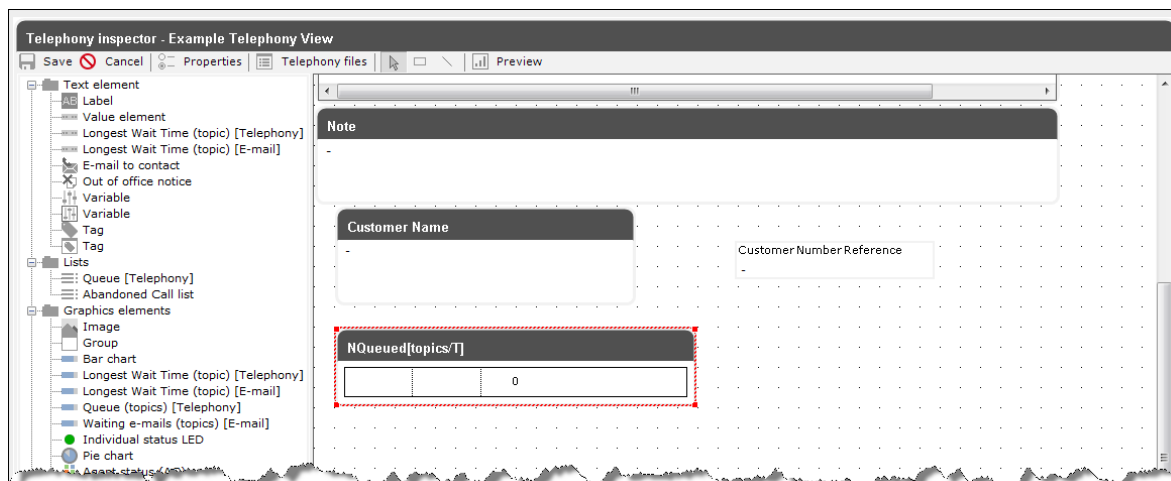 Telephony inspector - Example Telephony View
Save Cancel Properties Telephony files Preview
Text element
AB Label
Value element
Longest Wait Time (topic) [Telephony]
Longest Wait Time (topic) [E-mail]
E-mail to contact
Out of office notice
Variable
Variable
Tag
Tag
Lists
Queue [Telephony]
Abandoned Call list
Graphics elements
Image
Group
Bar chart
Longest Wait Time (topic) [Telephony]
Longest Wait Time (topic) [E-mail]
Queue (topics) [Telephony]
Waiting e-mails (topics) [E-mail]
Individual status LED
Pie chart
Agent status
Note
-
Customer Name
-
Customer Number Reference
-
NQueued[topics/T]
0